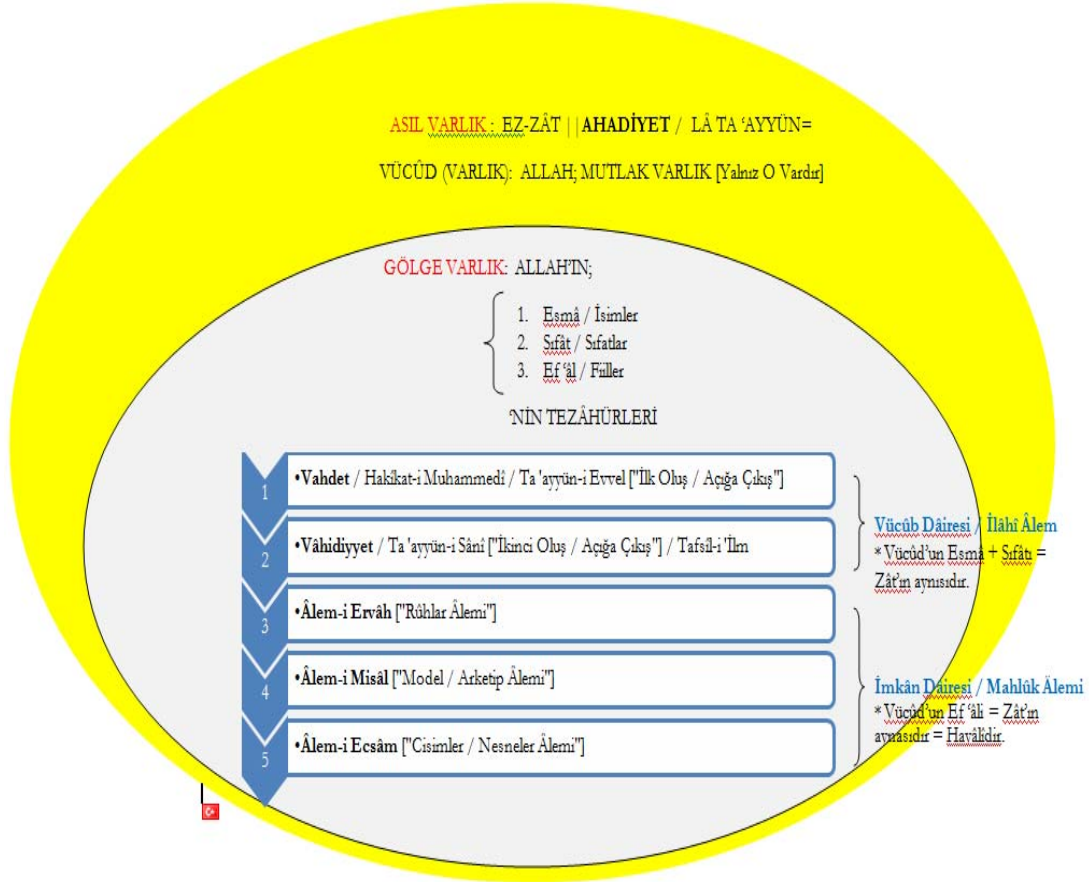 ASIL VARLIK : EZ-ZÂT ||AHADİYET / LÂ TA ‘AYYÜN=
VÜCÛD (VARLIK): ALLAH; MUTLAK VARLIK [Yalnız O Vardır]
GÖLGE VARLIK: ALLAH’IN;
1. Esmâ / İsimler
2. Sıfât / Sıfatlar
3. Ef ‘âl / Fiiller
‘NİN TEZÂHÜRLERİ
1
•Vahdet / Hakîkat-i Muhammedî / Ta 'ayyün-i Evvel ["İlk Oluş / Açığa Çıkış"]
2
•Vâhidiyyet / Ta 'ayyün-i Sânî ["İkinci Oluş / Açığa Çıkış"] / Tafsîl-i 'İlm
Vücûb Dâiresi / İlâhî Âlem
* Vücûd’un Esmâ + Sıfâtı =
Zât’ın aynısıdır.
3
•Âlem-i Ervâh ["Rûhlar Âlemi"]
4
•Âlem-i Misâl ["Model / Arketip Âlemi"]
5
•Âlem-i Ecsâm ["Cisimler / Nesneler Âlemi"]
İmkân Dâiresi / Mahlûk Âlemi
* Vücûd’un Ef ‘âli = Zât’ın
aynasıdır = Hayâlîdir.